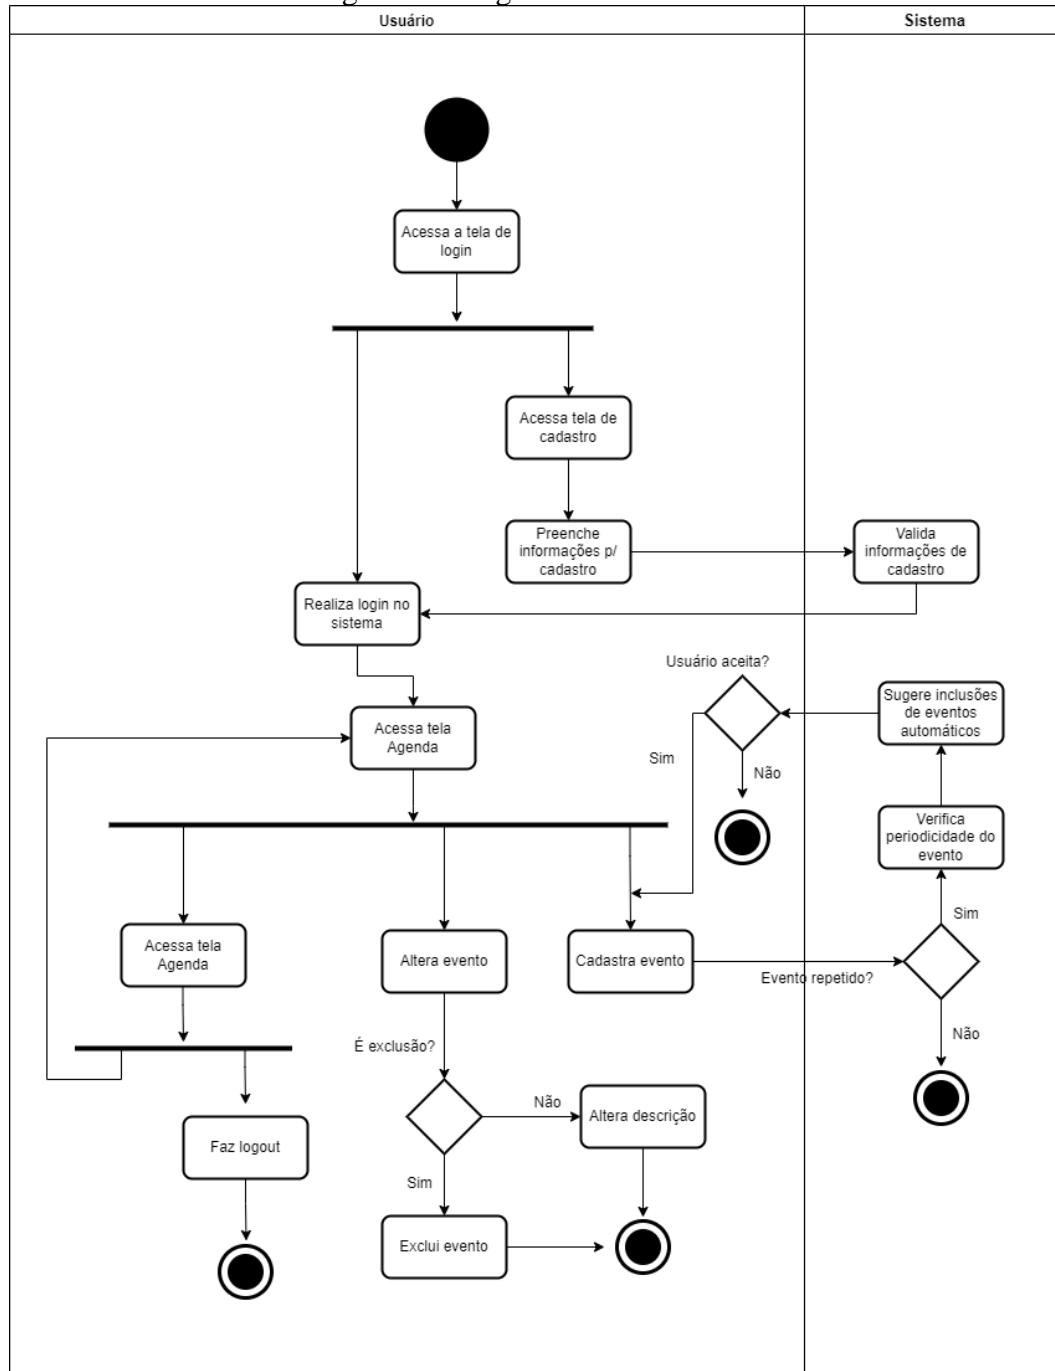 Usuário
Sistema
Acessa a tela de
login
Acessa tela de
cadastro
Preenche
informações p/
cadastro
Valida
informações de
cadastro
Realiza login no
sistema
Usuário aceita?
Sugere inclusões
de eventos
automáticos
Acessa tela
Agenda
Sim
Não
Verifica
periodicidade do
evento
Sim
Acessa tela
Agenda
Altera evento
Cadastra evento
Evento repetido?
Não
É exclusão?
Não
Altera descrição
Faz logout
Sim
Exclui evento